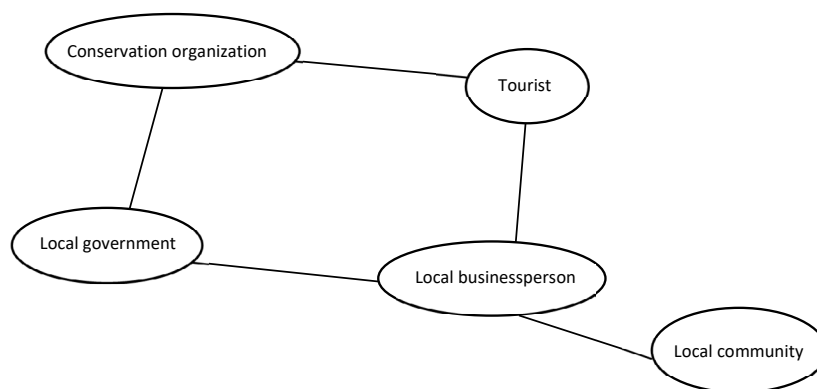 Conservation organization
Tourist
Local government
Local businessperson
Local community